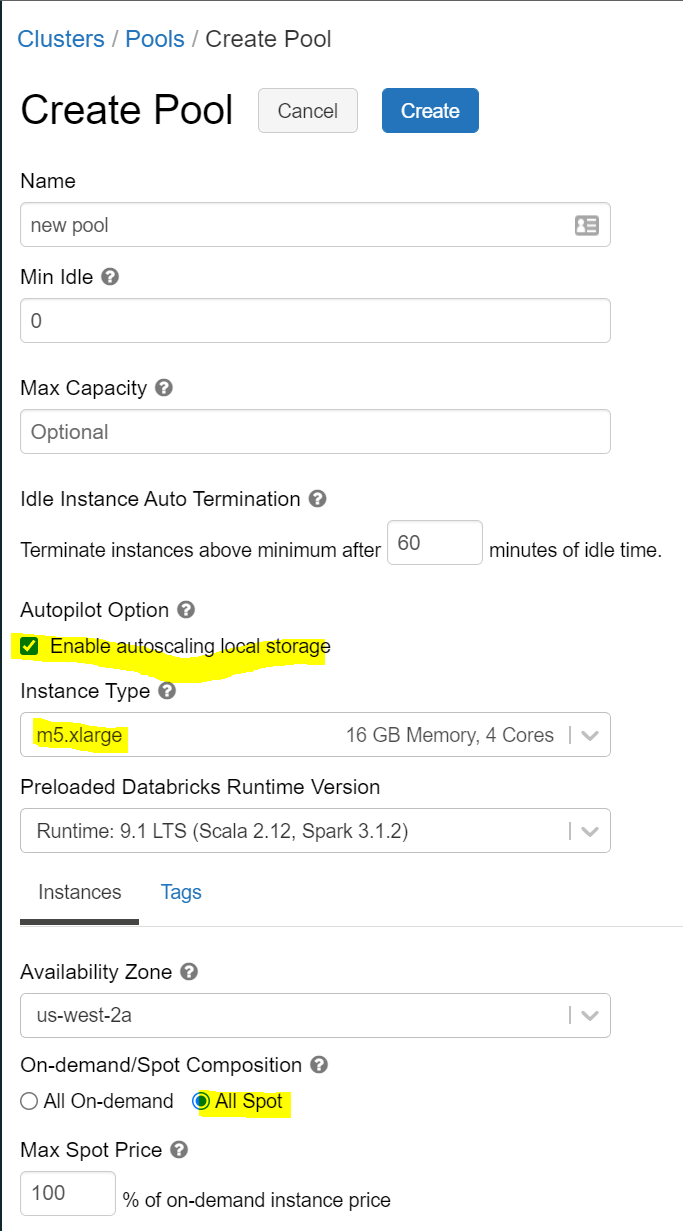 Clusters / Pools / Create Pool
Create Pool Cancel Create
Name
new pool
Min Idle
0
Max Capacity
Optional
Idle Instance Auto Termination
Terminate instances above minimum after 60 minutes of idle time.
Autopilot Option
Enable autoscaling local storage
Instance Type
m5.xlarge 16 GB Memory, 4 Cores
Preloaded Databricks Runtime Version
Runtime: 9.1 LTS (Scala 2.12, Spark 3.1.2)
Instances Tags
Availability Zone
us-west-2a
On-demand/Spot Composition
All On-demand All Spot
Max Spot Price
100 % of on-demand instance price